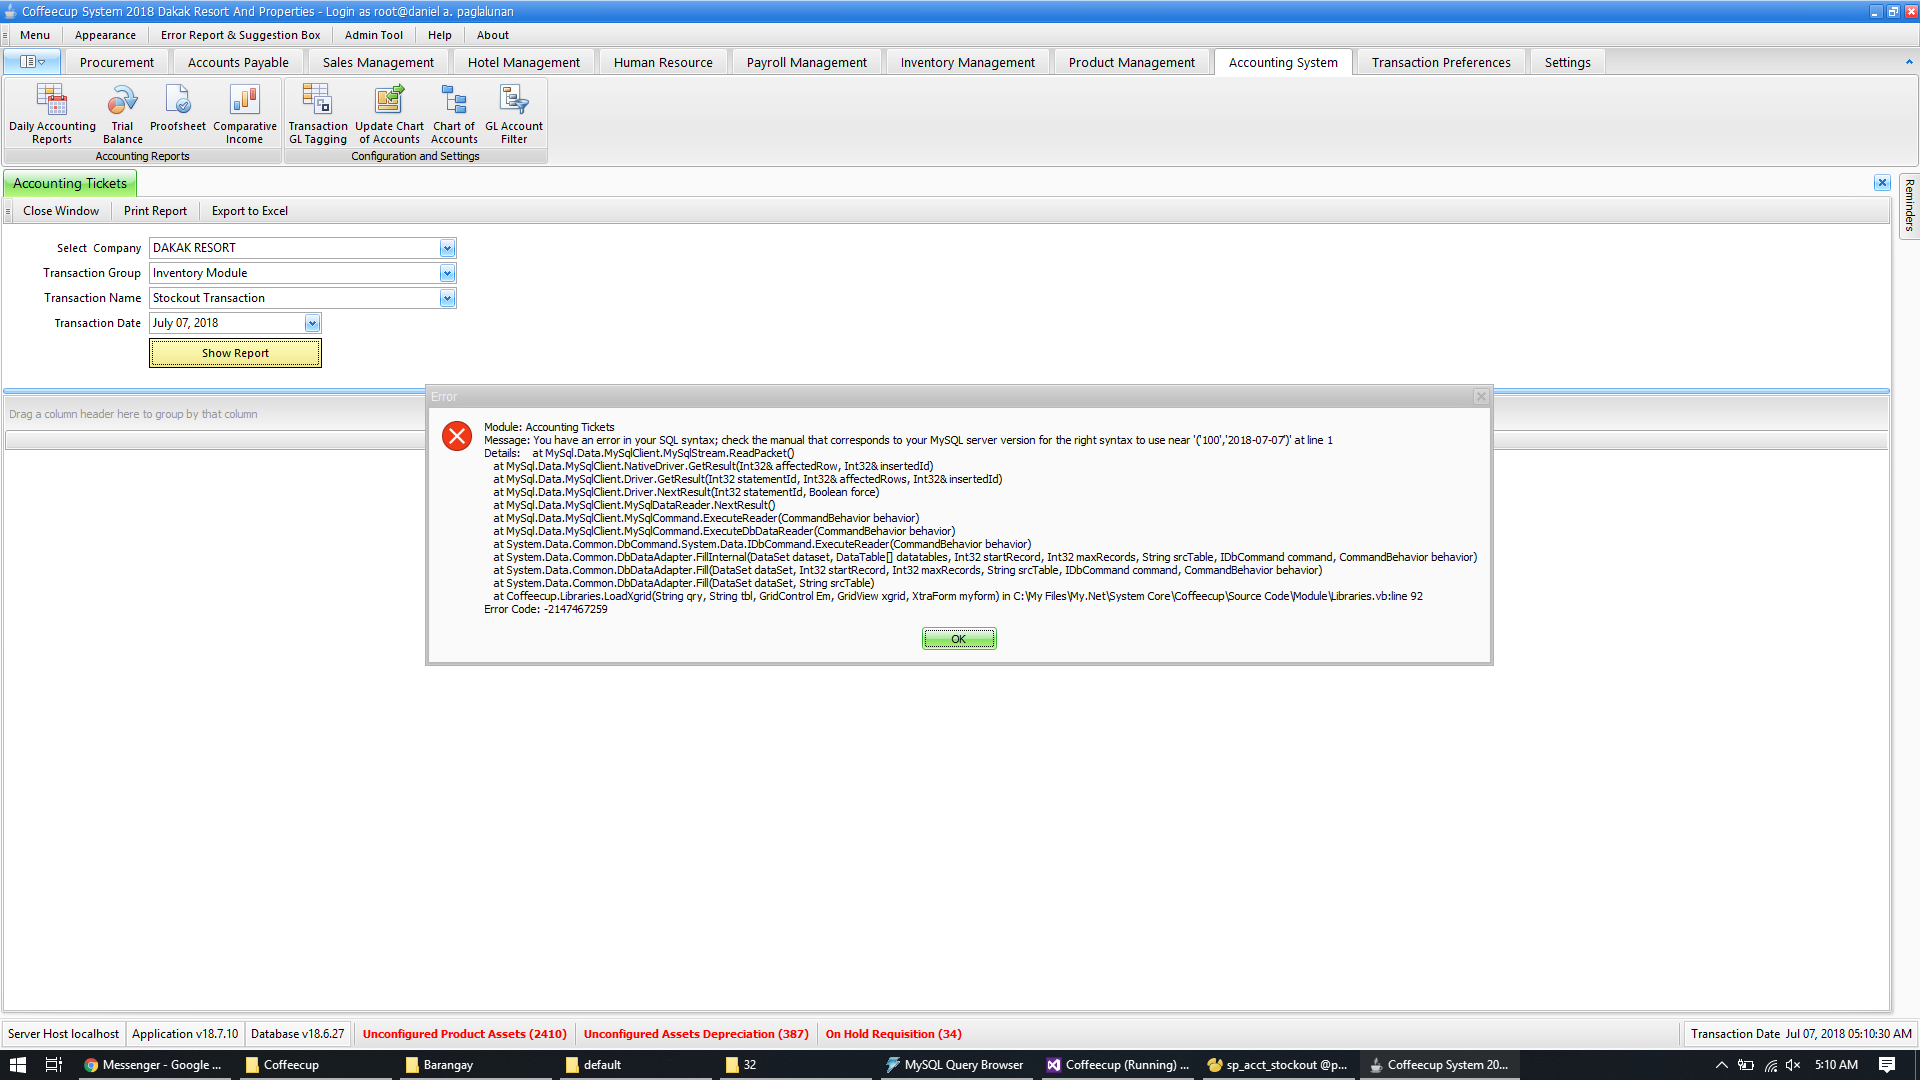 Coffeecup System 2018 Dakak Resort And Properties - Login as root@daniel a. paglalunan
Menu Appearance Error Report & Suggestion Box Admin Tool Help About
Procurement Accounts Payable Sales Management Hotel Management Human Resource Payroll Management Inventory Management Product Management Accounting System Transaction Preferences Settings
Daily Accounting Reports
Trial Balance
Proofsheet
Comparative Income
Transaction GL Tagging
Update Chart of Accounts
Chart of Accounts
GL Account Filter
Accounting Reports
Configuration and Settings
Accounting Tickets
Reminders
Close Window Print Report Export to Excel
Select Company DAKAK RESORT
Transaction Group Inventory Module
Transaction Name Stockout Transaction
Transaction Date July 07, 2018
Show Report
Drag a column header here to group by that column
Error
Module: Accounting Tickets
Message: You have an error in your SQL syntax; check the manual that corresponds to your MySQL server version for the right syntax to use near '('100','2018-07-07')' at line 1
Details: at MySql.Data.MySqlClient.MySqlStream.ReadPacket()
at MySql.Data.MySqlClient.NativeDriver.GetResult(Int32& affectedRow, Int32& insertedId)
at MySql.Data.MySqlClient.Driver.GetResult(Int32 statementId, Int32& affectedRows, Int32& insertedId)
at MySql.Data.MySqlClient.Driver.NextResult(Int32 statementId, Boolean force)
at MySql.Data.MySqlClient.MySqlDataReader.NextResult()
at MySql.Data.MySqlClient.MySqlCommand.ExecuteReader(CommandBehavior behavior)
at MySql.Data.MySqlClient.MySqlCommand.ExecuteDbDataReader(CommandBehavior behavior)
at System.Data.Common.DbCommand.System.Data.IDbCommand.ExecuteReader(CommandBehavior behavior)
at System.Data.Common.DbDataAdapter.FillInternal(DataSet dataset, DataTable[] datatables, Int32 startRecord, Int32 maxRecords, String srcTable, IDbCommand command, CommandBehavior behavior)
at System.Data.Common.DbDataAdapter.Fill(DataSet dataSet, Int32 startRecord, Int32 maxRecords, String srcTable, IDbCommand command, CommandBehavior behavior)
at System.Data.Common.DbDataAdapter.Fill(DataSet dataSet, String srcTable)
at Coffeecup.Libraries.LoadXgrid(String qry, String tbl, GridControl Em, GridView xgrid, XtraForm myform) in C:\My Files\My.Net\System Core\Coffeecup\Source Code\Module\Libraries.vb:line 92
Error Code: -2147467259
OK
Server Host localhost Application v18.7.10 Database v18.6.27 Unconfigured Product Assets (2410) Unconfigured Assets Depreciation (387) On Hold Requisition (34) Transaction Date Jul 07, 2018 05:10:30 AM
Messenger - Google ... Coffeecup Barangay default 32 MySQL Query Browser Coffeecup (Running) ... sp_acct_stockout @p... Coffeecup System 20... 5:10 AM